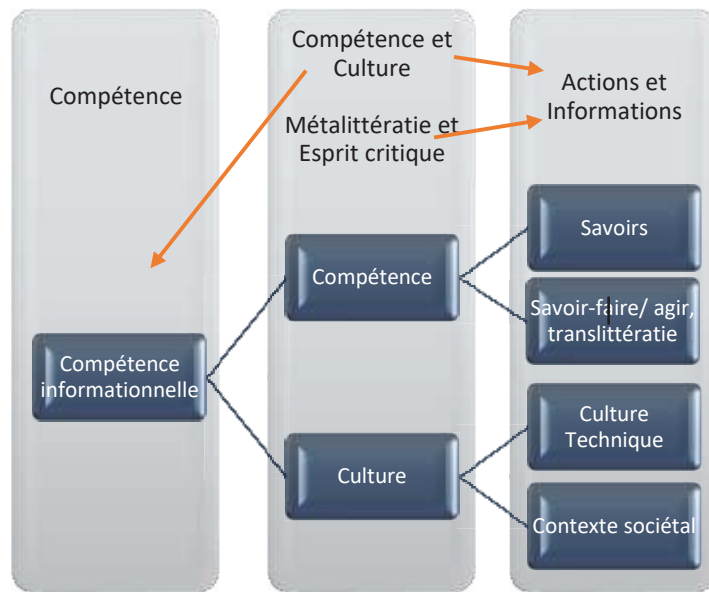 Compétence
Compétence et
Culture
Métalittératie et
Esprit critique
Actions et
Informations
Compétence
informationnelle
Compétence
Culture
Savoirs
Savoir-faire/ agir,
translittératie
Culture
Technique
Contexte sociétal